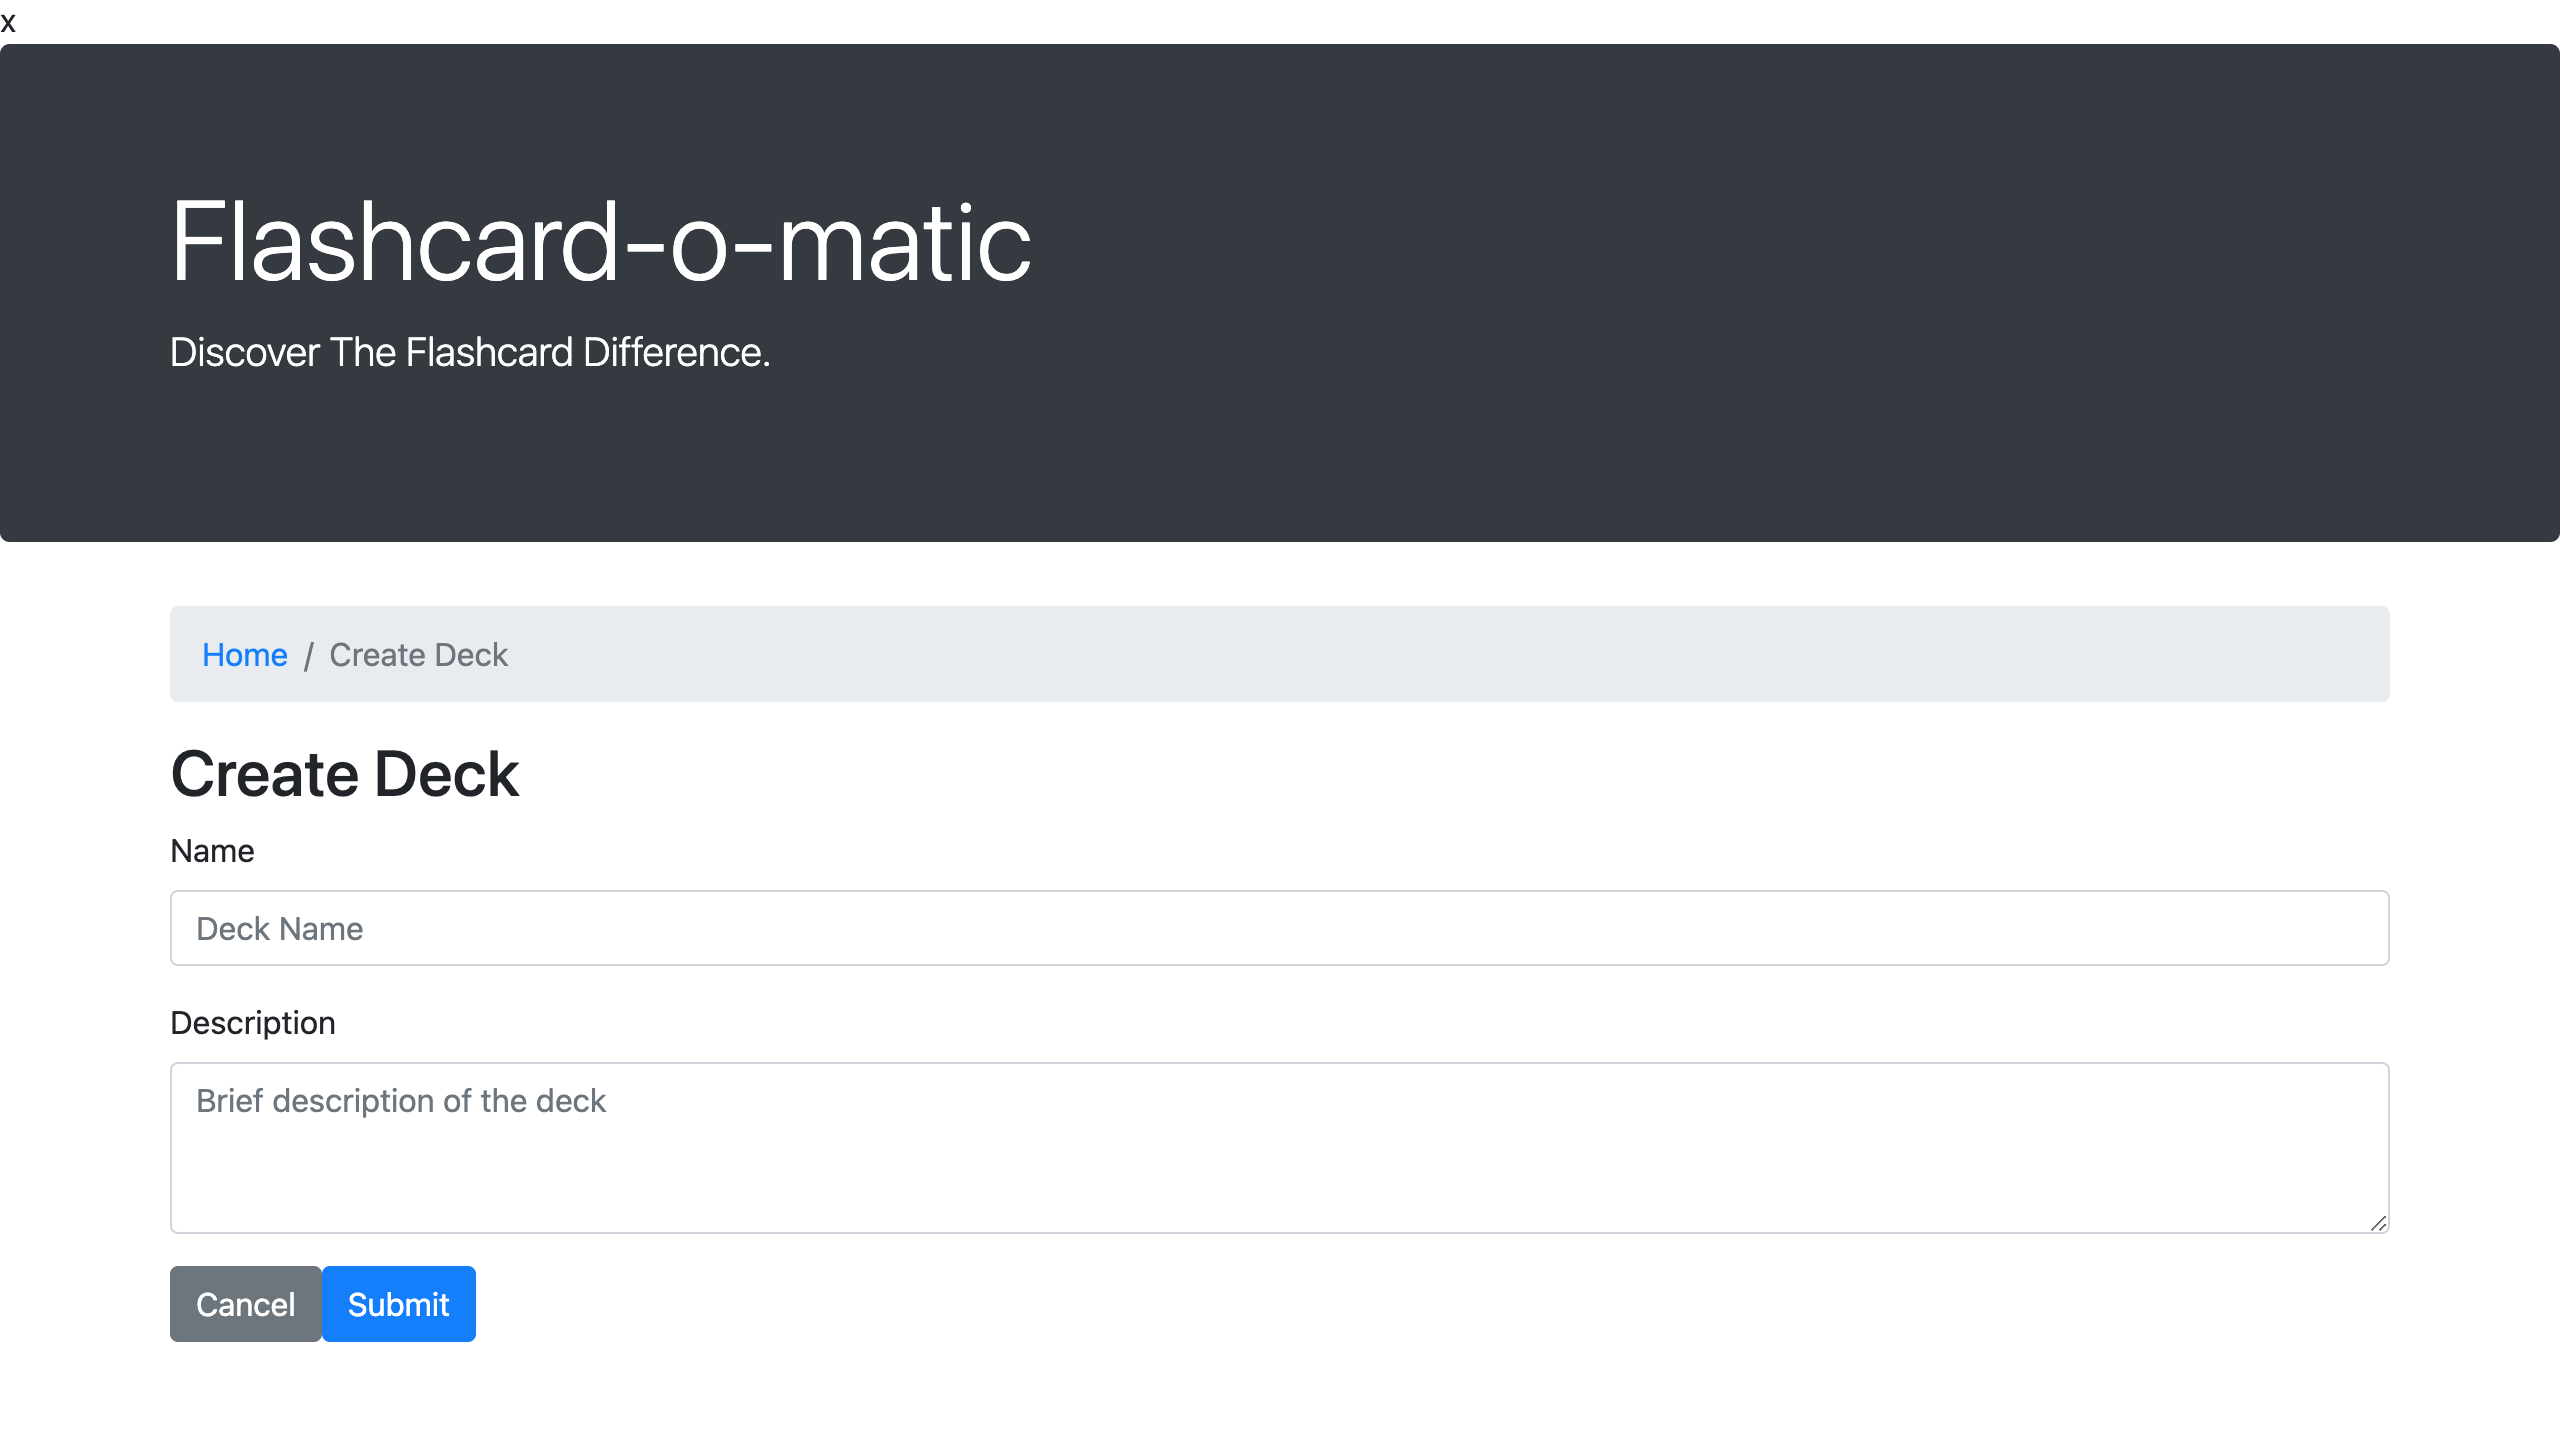 x
Flashcard-o-matic
Discover The Flashcard Difference.
Home / Create Deck
Create Deck
Name
Deck Name
Description
Brief description of the deck
Cancel Submit